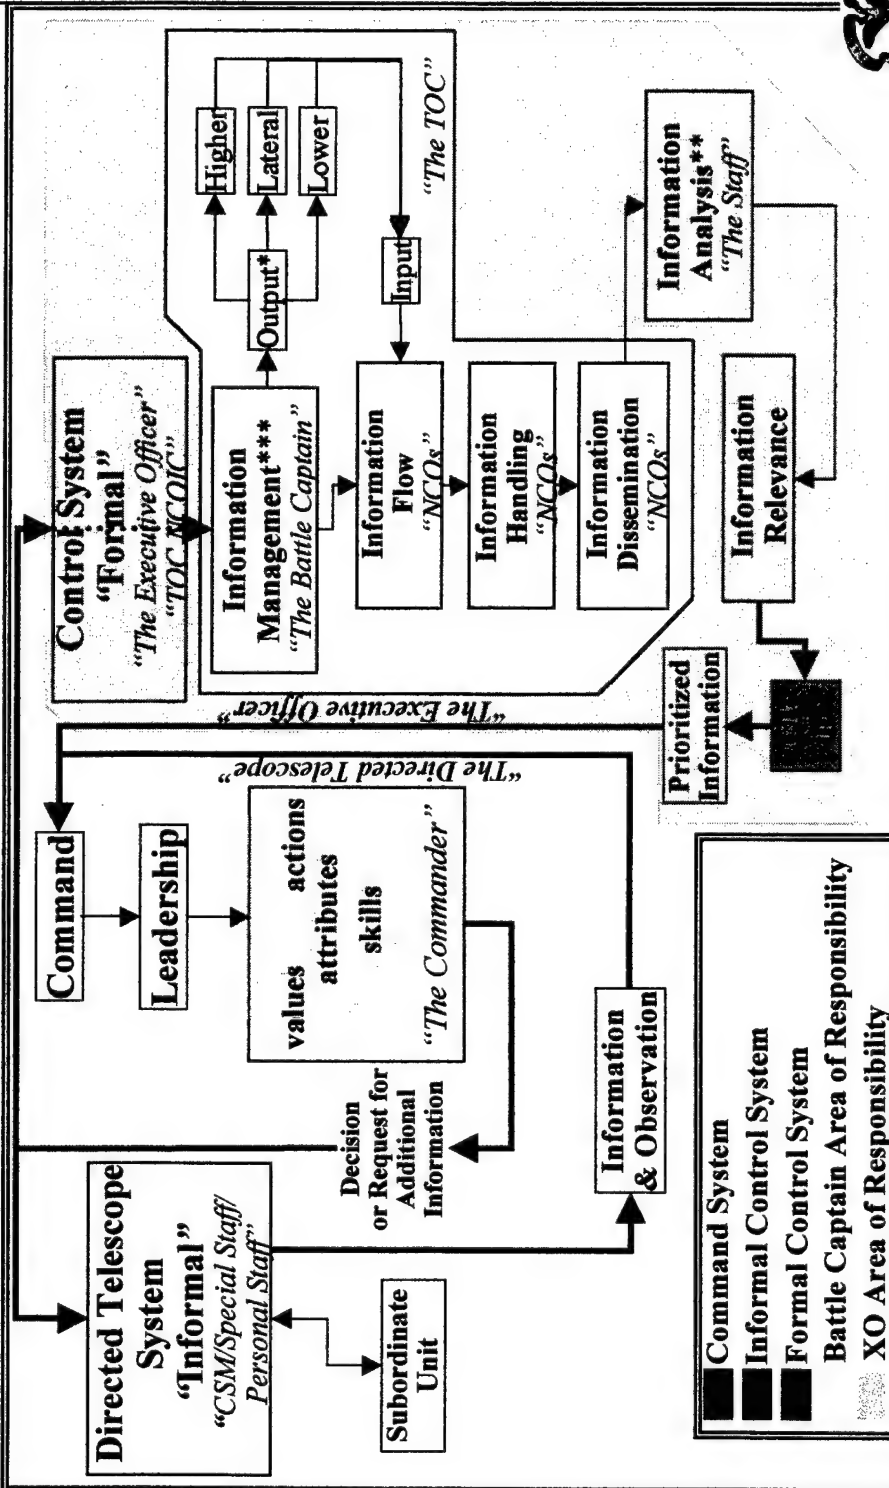 Directed Telescope
System
“Informal”
“CSM/Special Staff/
Personal Staff”
Subordinate
Unit
Command
Leadership
values actions
attributes
skills
“The Commander”
Decision
or Request for
Additional
Information
Information
& Observation
“The Directed Telescope”
“The Executive Officer”
Control System
“Formal”
“The Executive Officer”
“TOC NCOIC”
Information
Management***
“The Battle Captain”
Output*
Higher
Lateral
Lower
Input
“The TOC”
Information
Flow
“NCOs”
Information
Handling
“NCOs”
Information
Dissemination
“NCOs”
Information
Analysis**
“The Staff”
Information
Relevance
Prioritized
Information
Command System
Informal Control System
Formal Control System
Battle Captain Area of Responsibility
XO Area of Responsibility